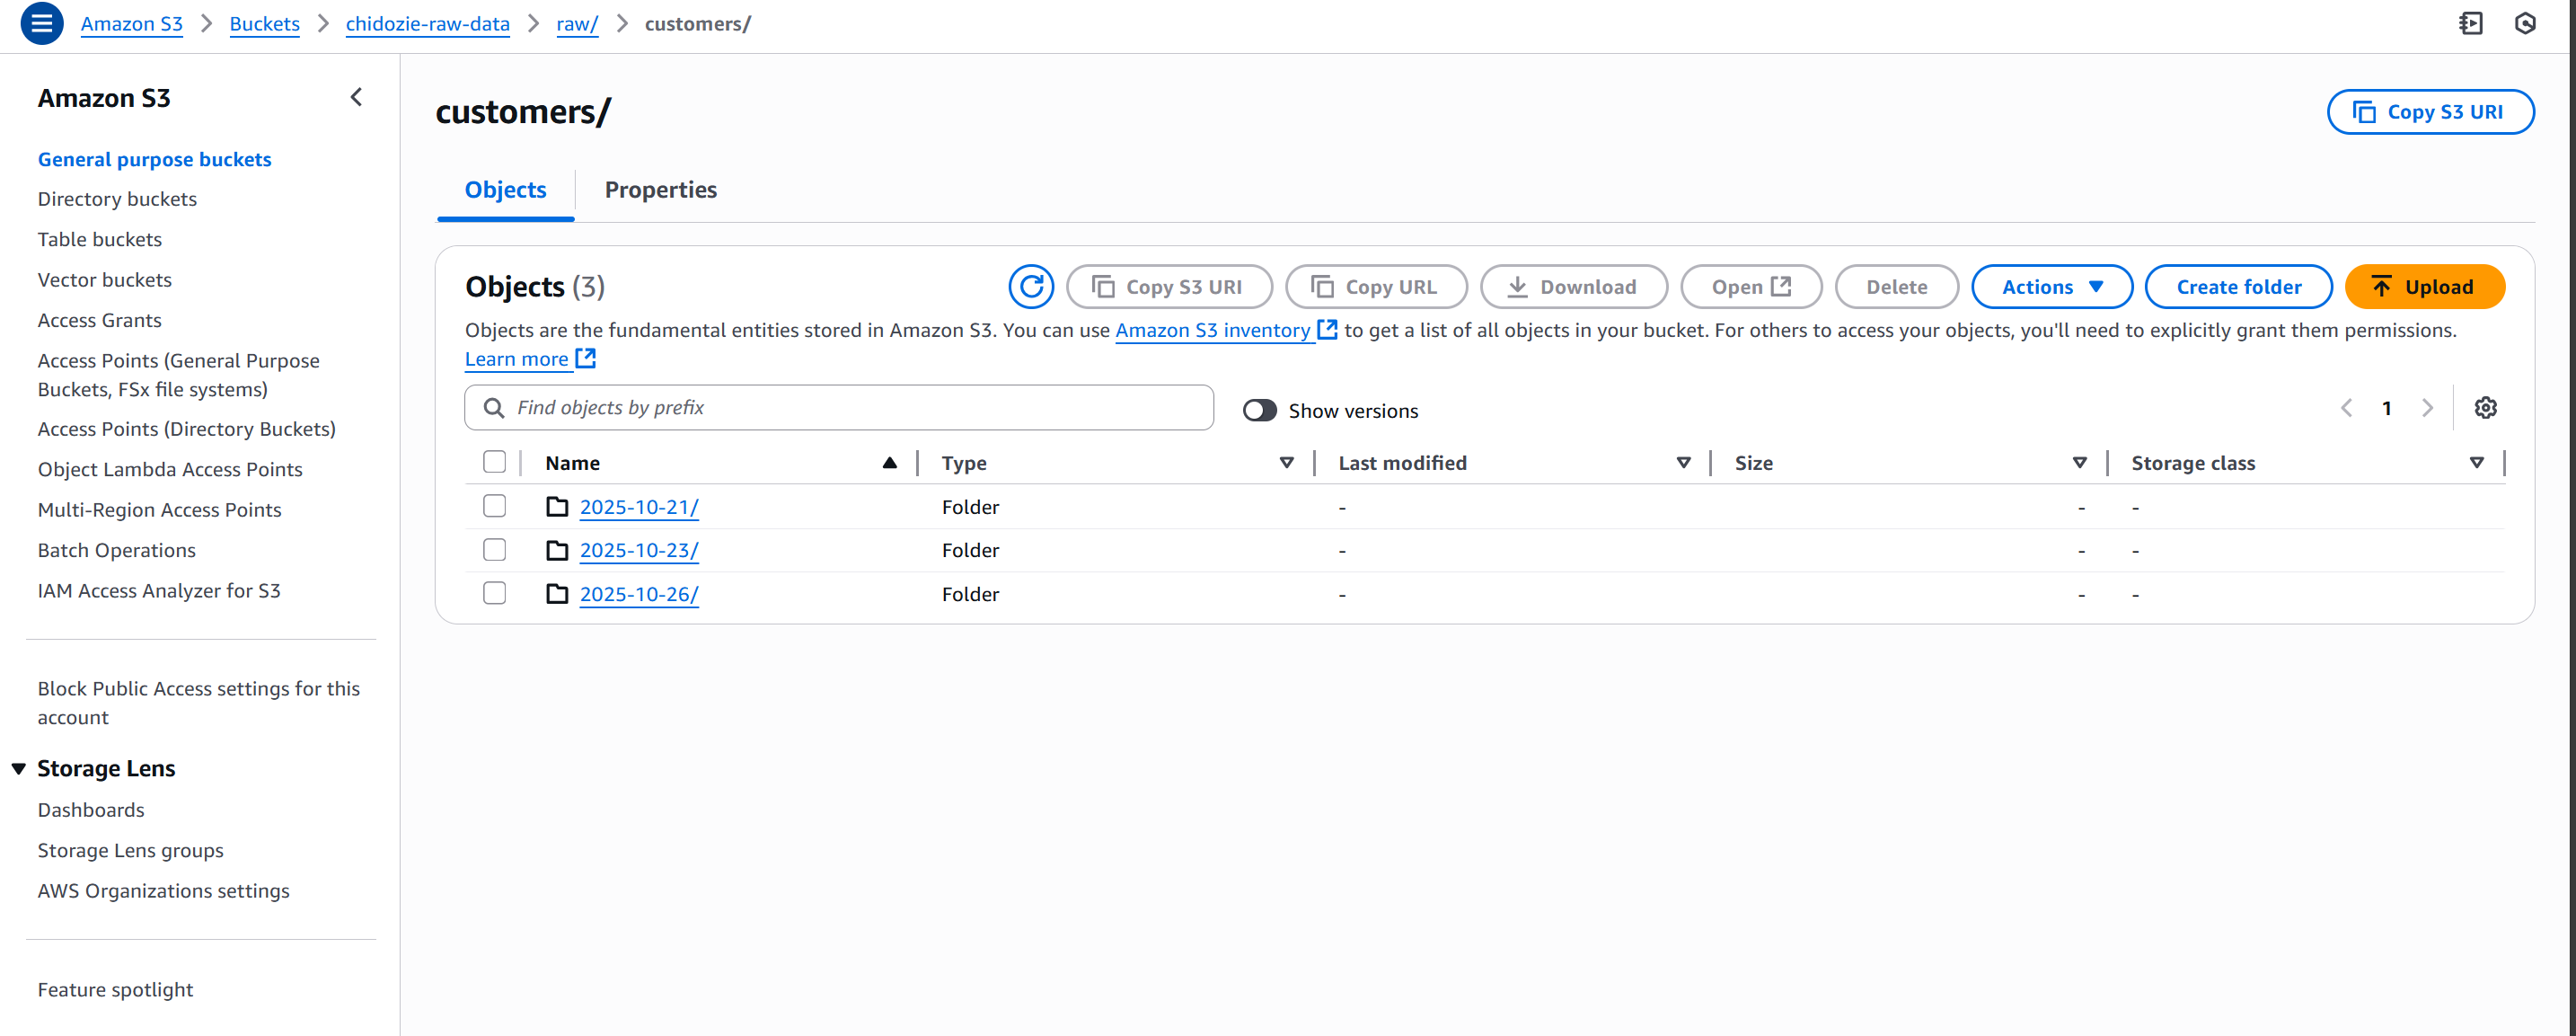 Amazon S3 > Buckets > chidozie-raw-data > raw/ > customers/
Amazon S3
General purpose buckets
Directory buckets
Table buckets
Vector buckets
Access Grants
Access Points (General Purpose
Buckets, FSx file systems)
Access Points (Directory Buckets)
Object Lambda Access Points
Multi-Region Access Points
Batch Operations
IAM Access Analyzer for S3
Block Public Access settings for this
account
Storage Lens
Dashboards
Storage Lens groups
AWS Organizations settings
Feature spotlight
customers/
Copy S3 URI
Objects Properties
Objects (3)
Copy S3 URI Copy URL Download Open Delete Actions Create folder Upload
Objects are the fundamental entities stored in Amazon S3. You can use Amazon S3 inventory to get a list of all objects in your bucket. For others to access your objects, you'll need to explicitly grant them permissions.
Learn more
Find objects by prefix
Show versions
1
Name Type Last modified Size Storage class
2025-10-21/ Folder - - -
2025-10-23/ Folder - - -
2025-10-26/ Folder - - -